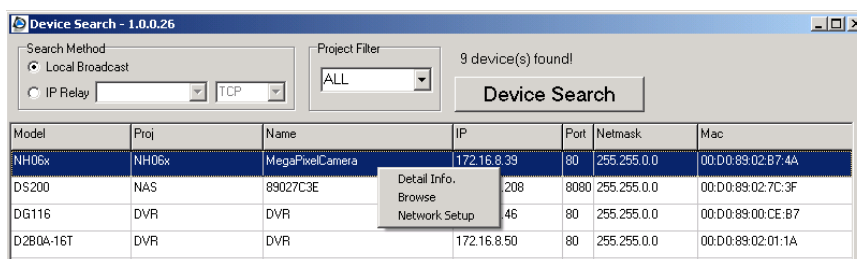 Device Search - 1.0.0.26
Search Method
Local Broadcast
IP Relay TCP
Project Filter
ALL
9 device(s) found!
Device Search
Model Proj Name IP Port Netmask Mac
NH06x NH06x MegaPixelCamera 172.16.8.39 80 255.255.0.0 00:D0:89:02:B7:4A
DS200 NAS 89027C3E .208 8080 255.255.0.0 00:D0:89:02:7C:3F
DG116 DVR DVR .46 80 255.255.0.0 00:D0:89:00:CE:B7
D2B0A-16T DVR DVR 172.16.8.50 80 255.255.0.0 00:D0:89:02:01:1A
Detail Info.
Browse
Network Setup